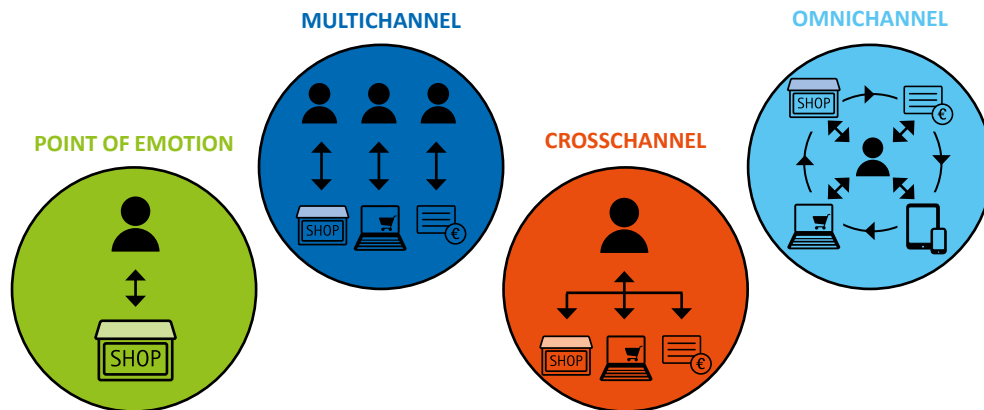 POINT OF EMOTION
SHOP
MULTICHANNEL
SHOP
€
CROSSCHANNEL
SHOP
€
OMNICHANNEL
SHOP
€